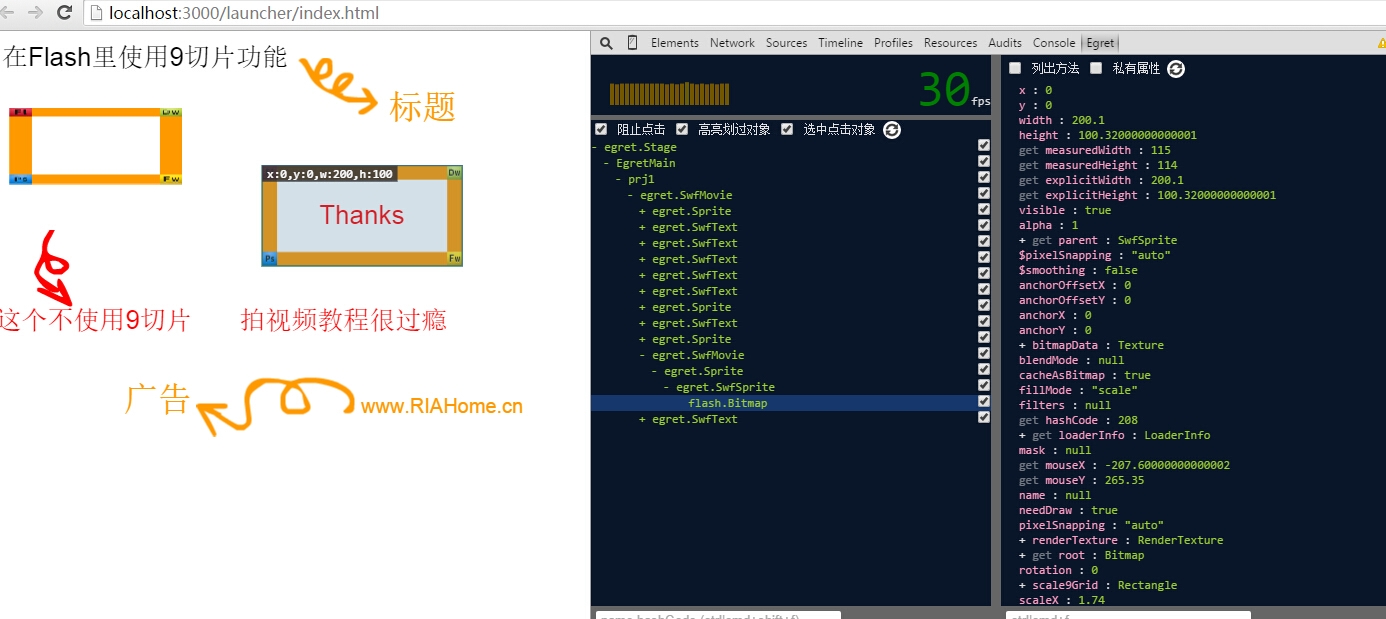 localhost:3000/launcher/index.html
在Flash里使用9切片功能
标题
Dw
Fw
x:0,y:0,w:200,h:100
Dw
Thanks
Ps
Fw
这个不使用9切片
拍视频教程很过瘾
广告
www.RIAHome.cn
Elements Network Sources Timeline Profiles Resources Audits Console Egret
30 fps
阻止点击 高亮划过对象 选中点击对象
- egret.Stage
- EgretMain
- prj1
- egret.SwfMovie
+ egret.Sprite
+ egret.SwfText
+ egret.SwfText
+ egret.SwfText
+ egret.SwfText
+ egret.SwfText
+ egret.Sprite
+ egret.SwfText
+ egret.Sprite
- egret.SwfMovie
- egret.Sprite
- egret.SwfSprite
flash.Bitmap
+ egret.SwfText
列出方法 私有属性
x : 0
y : 0
width : 200.1
height : 100.32000000000001
get measuredWidth : 115
get measuredHeight : 114
get explicitWidth : 200.1
get explicitHeight : 100.32000000000001
visible : true
alpha : 1
+ get parent : SwfSprite
$pixelSnapping : "auto"
$smoothing : false
anchorOffsetX : 0
anchorOffsetY : 0
anchorX : 0
anchorY : 0
+ bitmapData : Texture
blendMode : null
cacheAsBitmap : true
fillMode : "scale"
filters : null
get hashCode : 208
+ get loaderInfo : LoaderInfo
mask : null
get mouseX : -207.60000000000002
get mouseY : 265.35
name : null
needDraw : true
pixelSnapping : "auto"
+ renderTexture : RenderTexture
+ get root : Bitmap
rotation : 0
+ scale9Grid : Rectangle
scaleX : 1.74